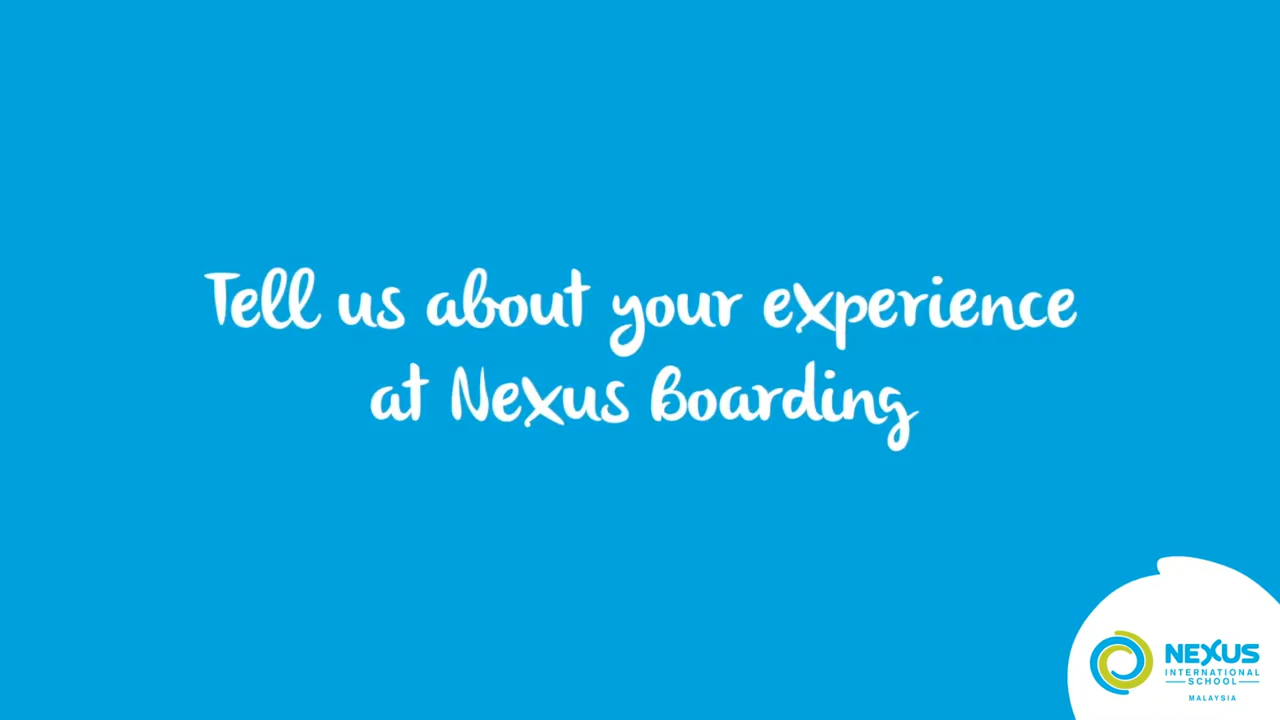 Tell us about your experience
at Nexus Boarding
NEXUS
INTERNATIONAL
SCHOOL
MALAYSIA